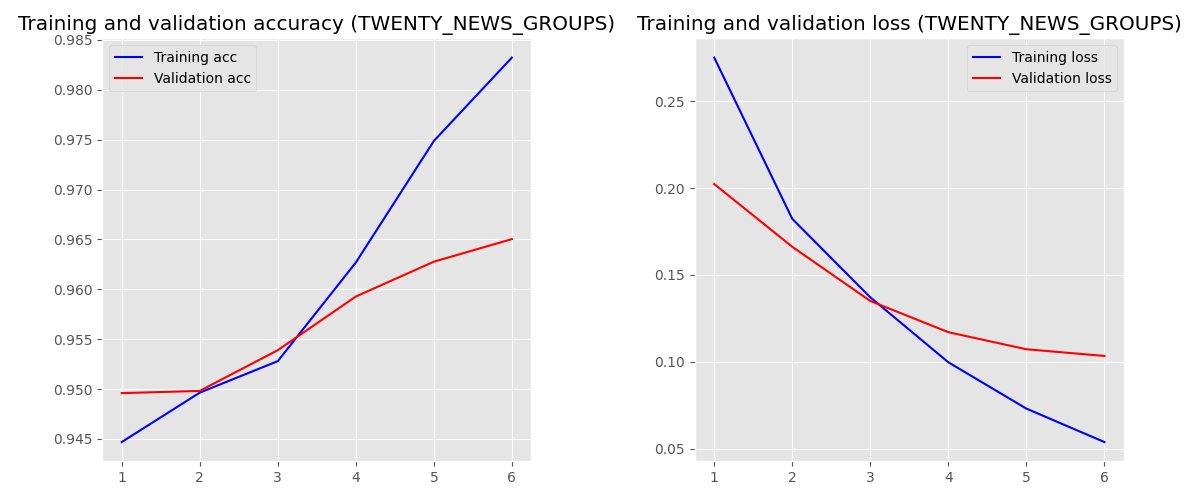 Training and validation accuracy (TWENTY_NEWS_GROUPS)
Training acc
Validation acc
0.985
0.980
0.975
0.970
0.965
0.960
0.955
0.950
0.945
1 2 3 4 5 6
Training and validation loss (TWENTY_NEWS_GROUPS)
Training loss
Validation loss
0.25
0.20
0.15
0.10
0.05
1 2 3 4 5 6